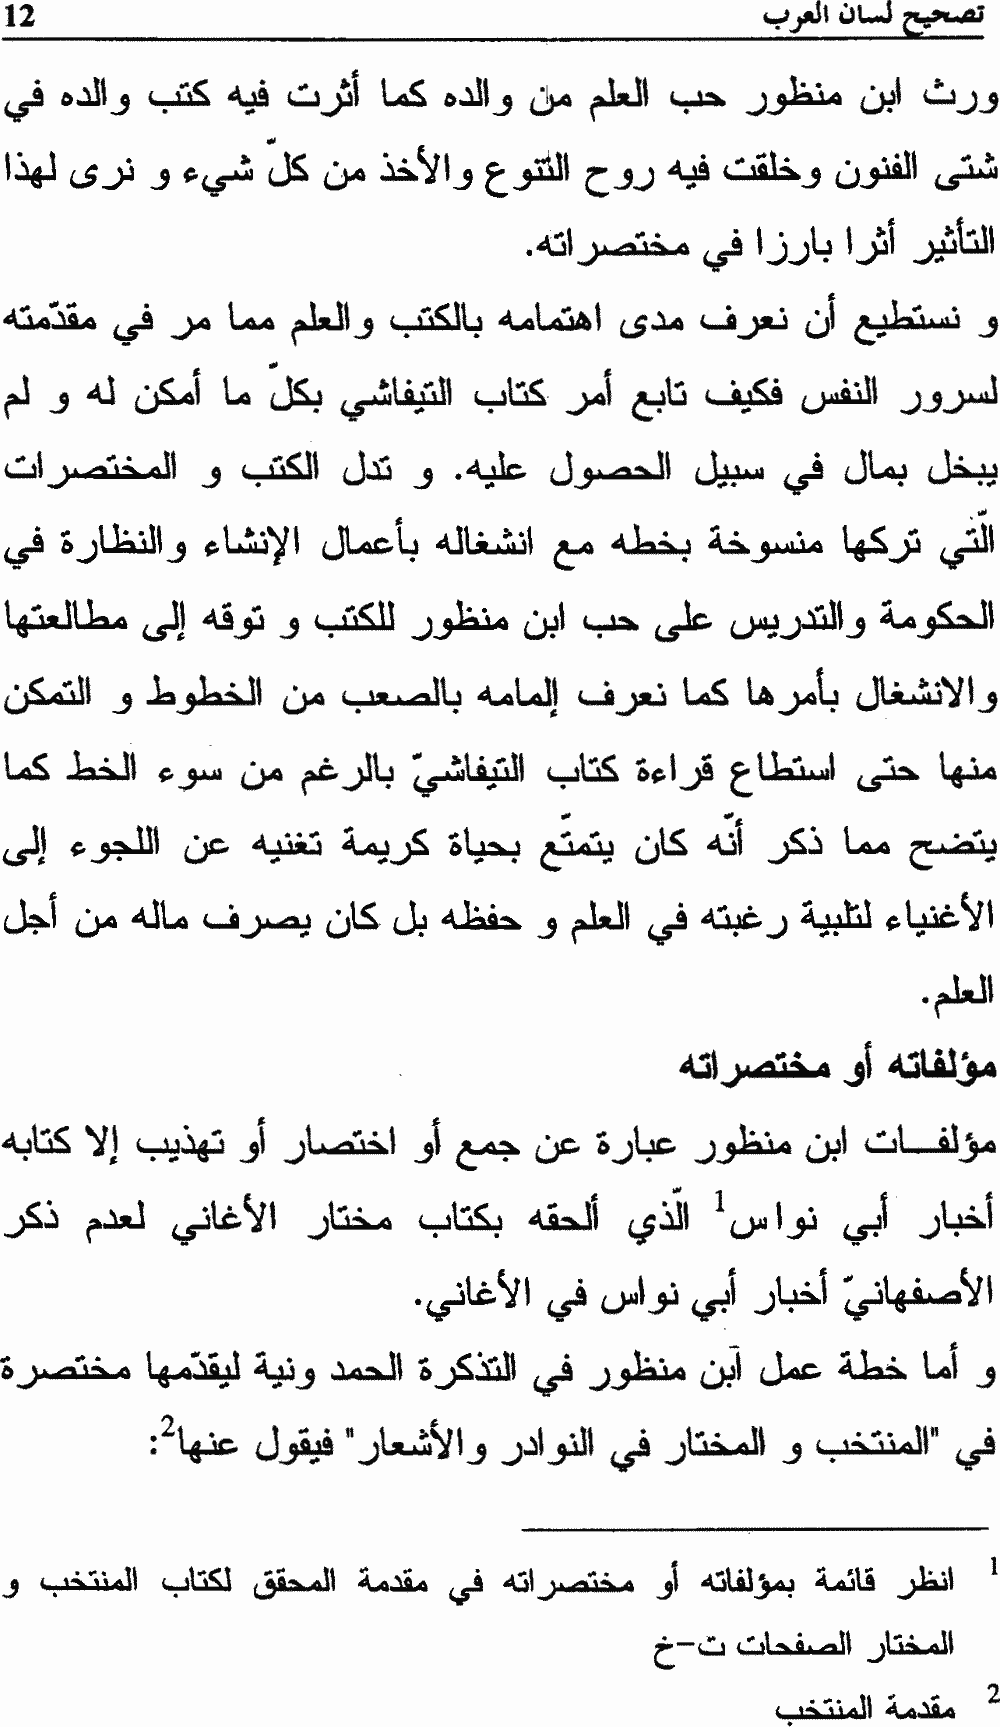 تصحيح لسان العرب 12
ورث ابن منظور حب العلم من والده كما أثرت فيه كتب والده في
شتى الفنون وخلقت فيه روح التتوع والأخذ من كلّ شيء و نرى لهذا
التأثير أثرا بارزا في مختصراته.
و نستطيع أن نعرف مدى اهتمامه بالكتب والعلم مما مر في مقدّمته
لسرور النفس فكيف تابع أمر كتاب التيفاشي بكلّ ما أمكن له و لم
يبخل بمال في سبيل الحصول عليه. و تدل الكتب و المختصرات
الّتي تركها منسوخة بخطه مع انشغاله بأعمال الإنشاء والنظارة في
الحكومة والتدريس على حب ابن منظور للكتب و توقه إلى مطالعتها
والانشغال بأمرها كما نعرف إلمامه بالصعب من الخطوط و التمكن
منها حتى استطاع قراءة كتاب التيفاشيّ بالرغم من سوء الخط كما
يتضح مما ذكر أنّه كان يتمتّع بحياة كريمة تغنيه عن اللجوء إلى
الأغنياء لتلبية رغبته في العلم و حفظه بل كان يصرف ماله من أجل
العلم.
مؤلفاته أو مختصراته
مؤلفـات ابن منظور عبارة عن جمع أو اختصار أو تهذيب إلا كتابه
أخبار أبي نواس1 الّذي ألحقه بكتاب مختار الأغاني لعدم ذكر
الأصفهانيّ أخبار أبي نواس في الأغاني.
و أما خطة عمل آبن منظور في التذكرة الحمد ونية ليقدّمها مختصرة
في "المنتخب و المختار في النوادر والأشعار" فيقول عنها2:
1 انظر قائمة بمؤلفاته أو مختصراته في مقدمة المحقق لكتاب المنتخب و
المختار الصفحات ت-خ
2 مقدمة المنتخب